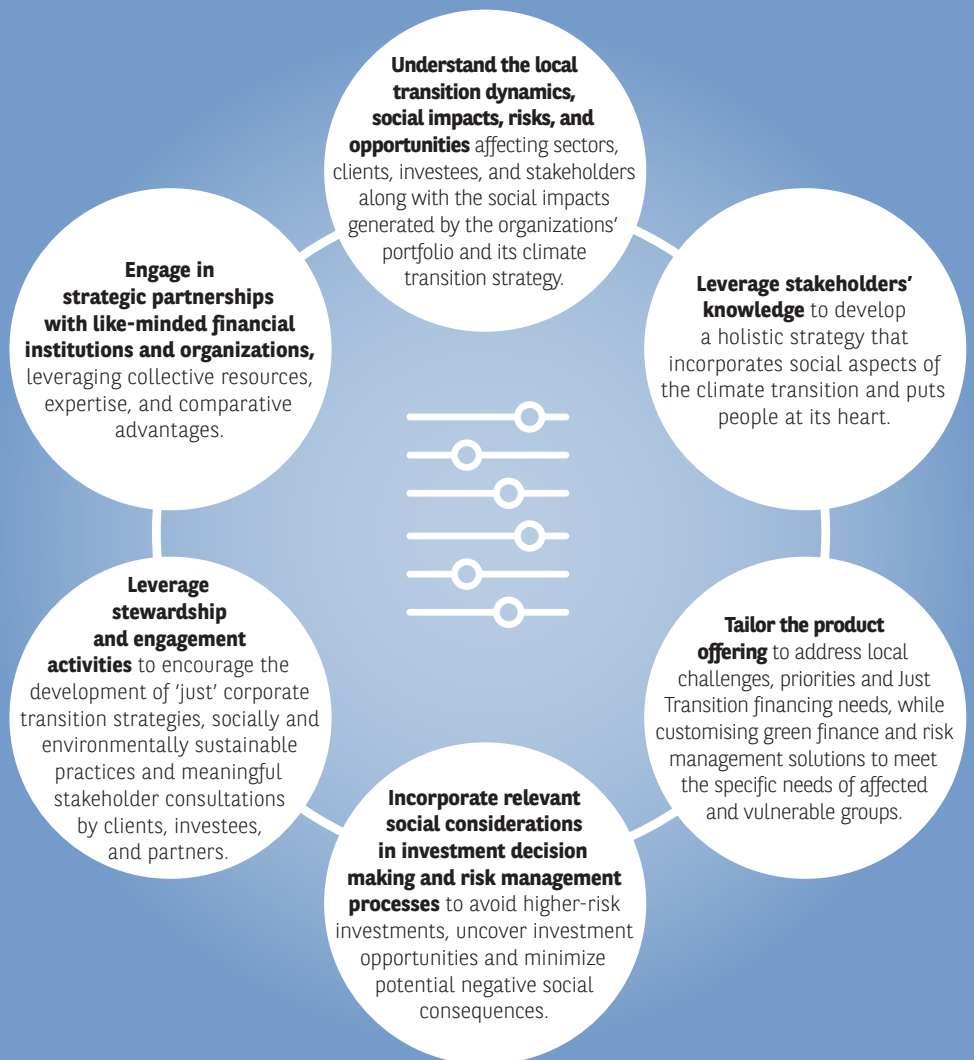 Understand the local
transition dynamics,
social impacts, risks, and
opportunities affecting sectors,
clients, investees, and stakeholders
along with the social impacts
generated by the organizations’
portfolio and its climate
transition strategy.
Leverage stakeholders’
knowledge to develop
a holistic strategy that
incorporates social aspects of
the climate transition and puts
people at its heart.
Tailor the product
offering to address local
challenges, priorities and Just
Transition financing needs, while
customising green finance and risk
management solutions to meet
the specific needs of affected
and vulnerable groups.
Incorporate relevant
social considerations
in investment decision
making and risk management
processes to avoid higher-risk
investments, uncover investment
opportunities and minimize
potential negative social
consequences.
Leverage
stewardship
and engagement
activities to encourage the
development of ‘just’ corporate
transition strategies, socially and
environmentally sustainable
practices and meaningful
stakeholder consultations
by clients, investees,
and partners.
Engage in
strategic partnerships
with like-minded financial
institutions and organizations,
leveraging collective resources,
expertise, and comparative
advantages.